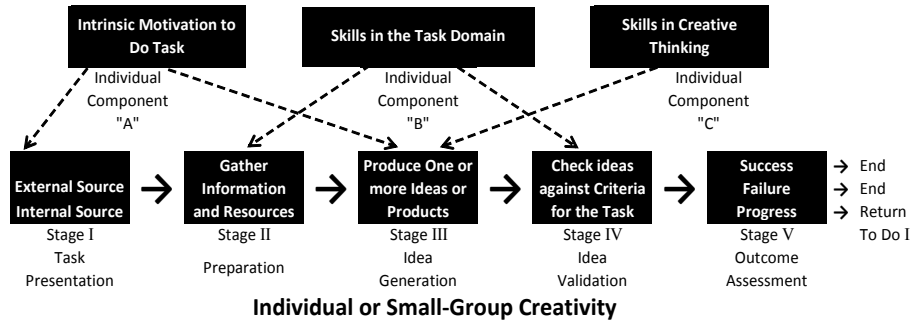 Intrinsic Motivation to
Do Task
Skills in the Task Domain
Skills in Creative
Thinking
Individual
Component
"A"
Individual
Component
"B"
Individual
Component
"C"
External Source
Internal Source
Gather
Information
and Resources
Produce One or
more Ideas or
Products
Check ideas
against Criteria
for the Task
Success
Failure
Progress
→ End
→ End
→ Return
To Do I
Stage I
Task
Presentation
Stage II
Preparation
Stage III
Idea
Generation
Stage IV
Idea
Validation
Stage V
Outcome
Assessment
Individual or Small-Group Creativity